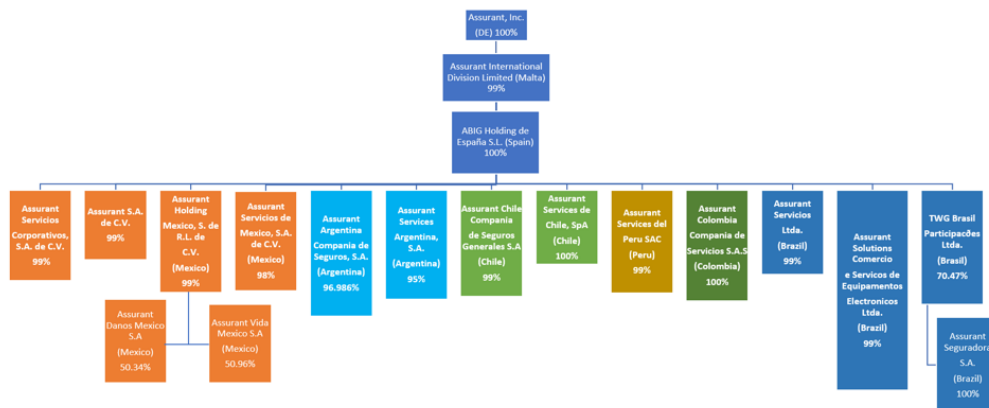 Assurant, Inc.
(DE) 100%
Assurant International
Division Limited (Malta)
99%
ABIG Holding de
España S.L. (Spain)
100%
Assurant
Servicios
Corporativos,
S.A. de C.V.
99%
Assurant S.A.
de C.V.
99%
Assurant
Holding
Mexico, S. de
R.L. de
C.V.
(Mexico)
99%
Assurant
Servicios de
Mexico, S.A. de
C.V.
(Mexico)
98%
Assurant
Argentina
Compania de
Seguros, S.A.
(Argentina)
96.986%
Assurant
Services
Argentina,
S.A.
(Argentina)
95%
Assurant Chile
Compania
de Seguros
Generales S.A
(Chile)
99%
Assurant
Services de
Chile, SpA
(Chile)
100%
Assurant
Services del
Peru SAC
(Peru)
99%
Assurant
Colombia
Compania de
Servicios S.A.S
(Colombia)
100%
Assurant
Servicios
Ltda.
(Brazil)
99%
Assurant
Solutions
Comercio
e Servicos de
Equipamentos
Electronicos
Ltda.
(Brazil)
99%
TWG Brasil
Participacões
Ltda.
(Brasil)
70.47%
Assurant
Danos Mexico
S.A
(Mexico)
50.34%
Assurant Vida
Mexico S.A
(Mexico)
50.96%
Assurant
Seguradora
S.A.
(Brazil)
100%